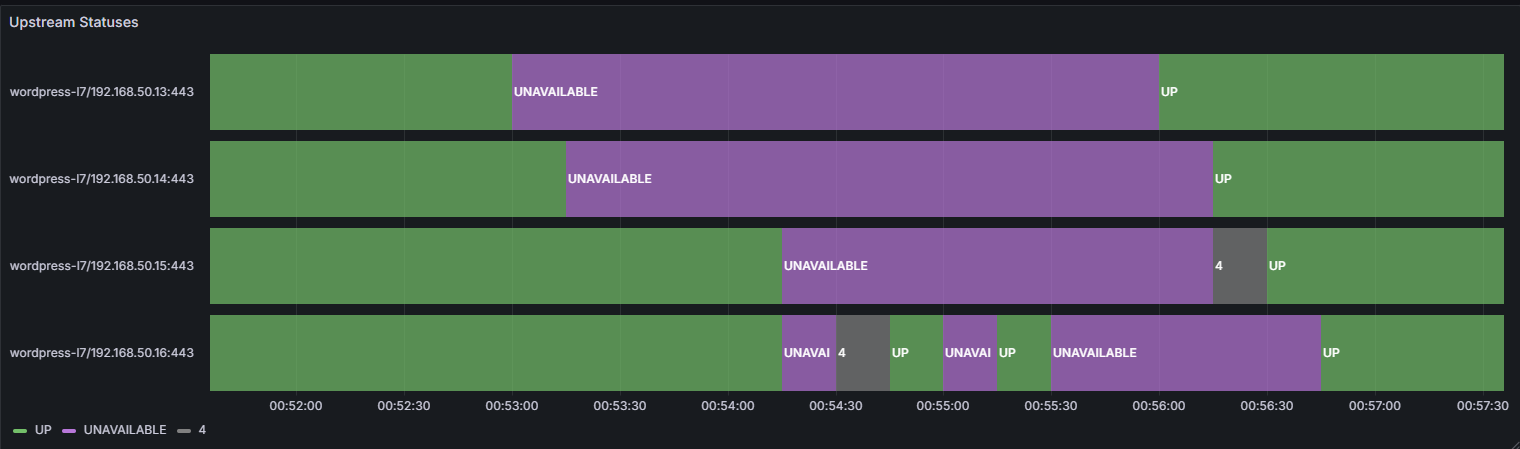 Upstream Statuses
wordpress-l7/192.168.50.13:443 UNAVAILABLE UP
wordpress-l7/192.168.50.14:443 UNAVAILABLE UP
wordpress-l7/192.168.50.15:443 UNAVAILABLE 4 UP
wordpress-l7/192.168.50.16:443 UNAVAI 4 UP UNAVAI UP UNAVAILABLE UP
00:52:00 00:52:30 00:53:00 00:53:30 00:54:00 00:54:30 00:55:00 00:55:30 00:56:00 00:56:30 00:57:00 00:57:30
UP UNAVAILABLE 4